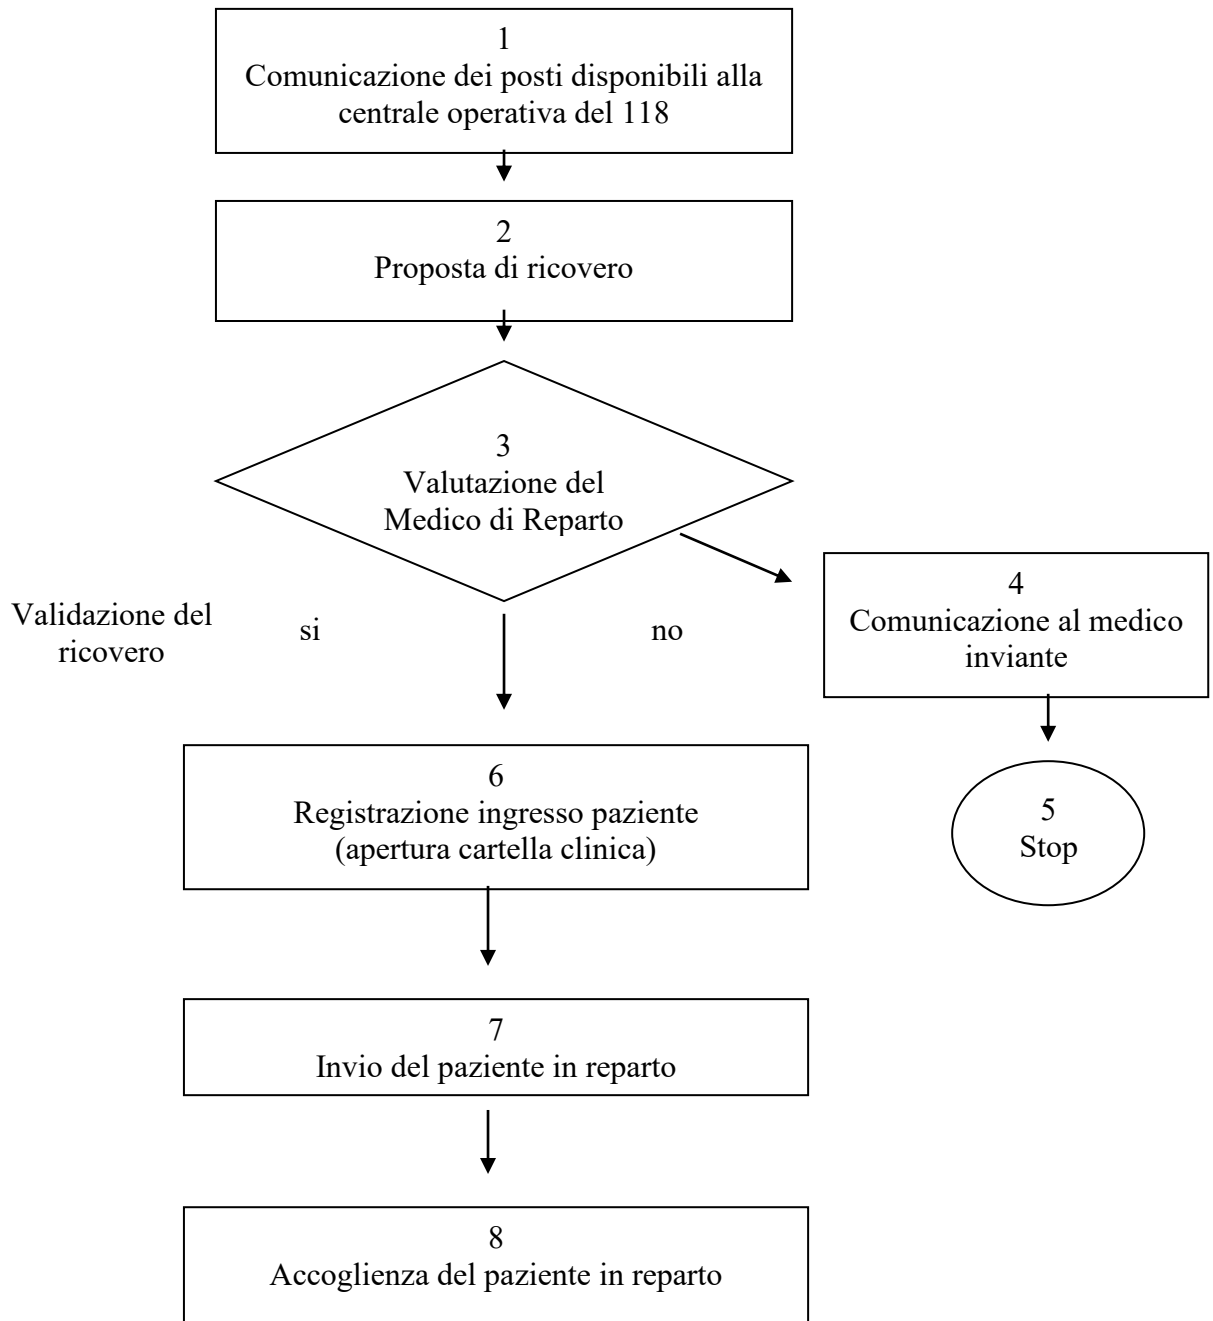 1
Comunicazione dei posti disponibili alla
centrale operativa del 118
2
Proposta di ricovero
3
Valutazione del
Medico di Reparto
4
Comunicazione al medico
inviante
Validazione del
ricovero
si
no
5
Stop
6
Registrazione ingresso paziente
(apertura cartella clinica)
7
Invio del paziente in reparto
8
Accoglienza del paziente in reparto